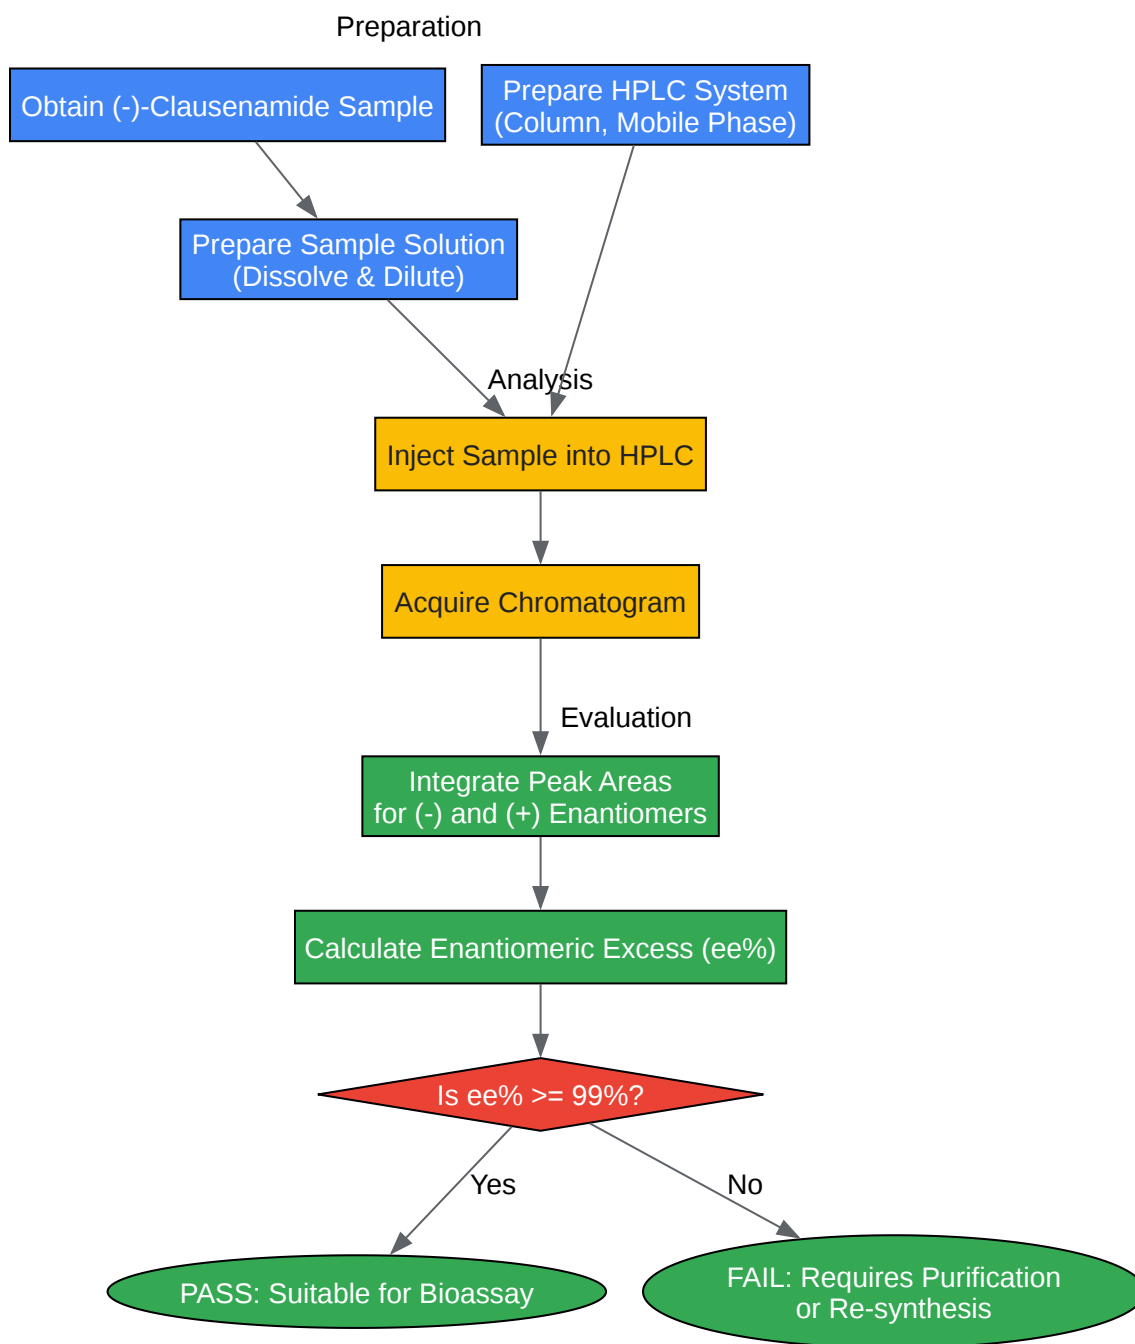 Preparation
Obtain (-)-Clausenamide Sample
Prepare HPLC System
(Column, Mobile Phase)
Prepare Sample Solution
(Dissolve & Dilute)
Analysis
Inject Sample into HPLC
Acquire Chromatogram
Evaluation
Integrate Peak Areas
for (-) and (+) Enantiomers
Calculate Enantiomeric Excess (ee%)
Is ee% >= 99%?
Yes
No
PASS: Suitable for Bioassay
FAIL: Requires Purification
or Re-synthesis